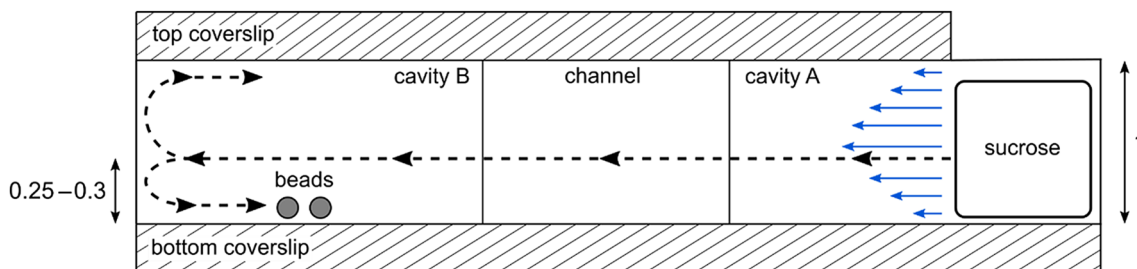 top coverslip
cavity B
channel
cavity A
sucrose
0.25–0.3
beads
bottom coverslip